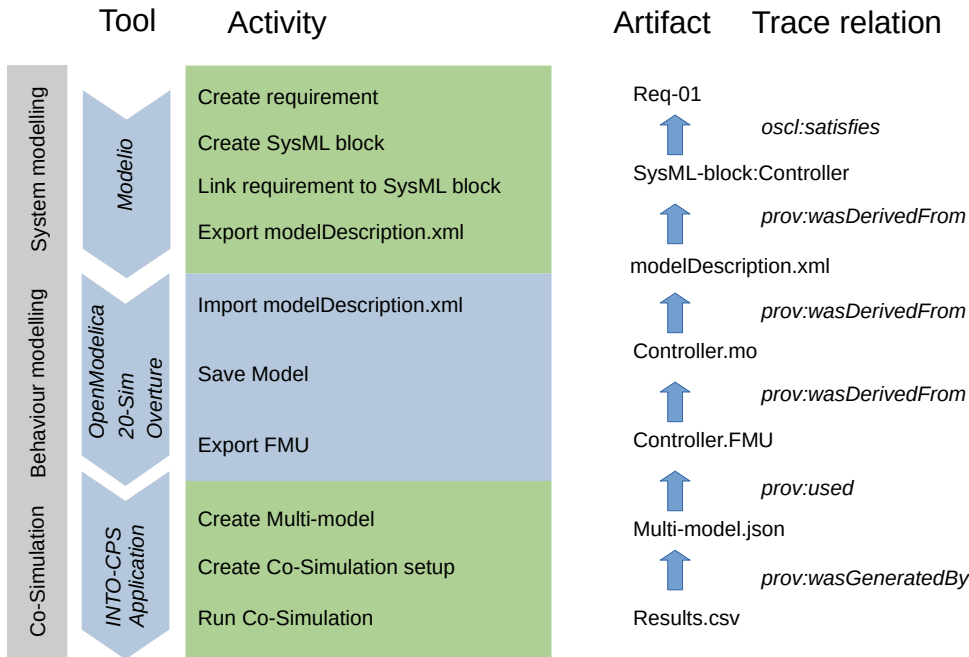 Tool
Activity
Artifact
Trace relation
System modelling
Modelio
Create requirement
Create SysML block
Link requirement to SysML block
Export modelDescription.xml
Behaviour modelling
OpenModelica
20-Sim
Overture
Import modelDescription.xml
Save Model
Export FMU
Co-Simulation
INTO-CPS
Application
Create Multi-model
Create Co-Simulation setup
Run Co-Simulation
Req-01
oscl:satisfies
SysML-block:Controller
prov:wasDerivedFrom
modelDescription.xml
prov:wasDerivedFrom
Controller.mo
prov:wasDerivedFrom
Controller.FMU
prov:used
Multi-model.json
prov:wasGeneratedBy
Results.csv